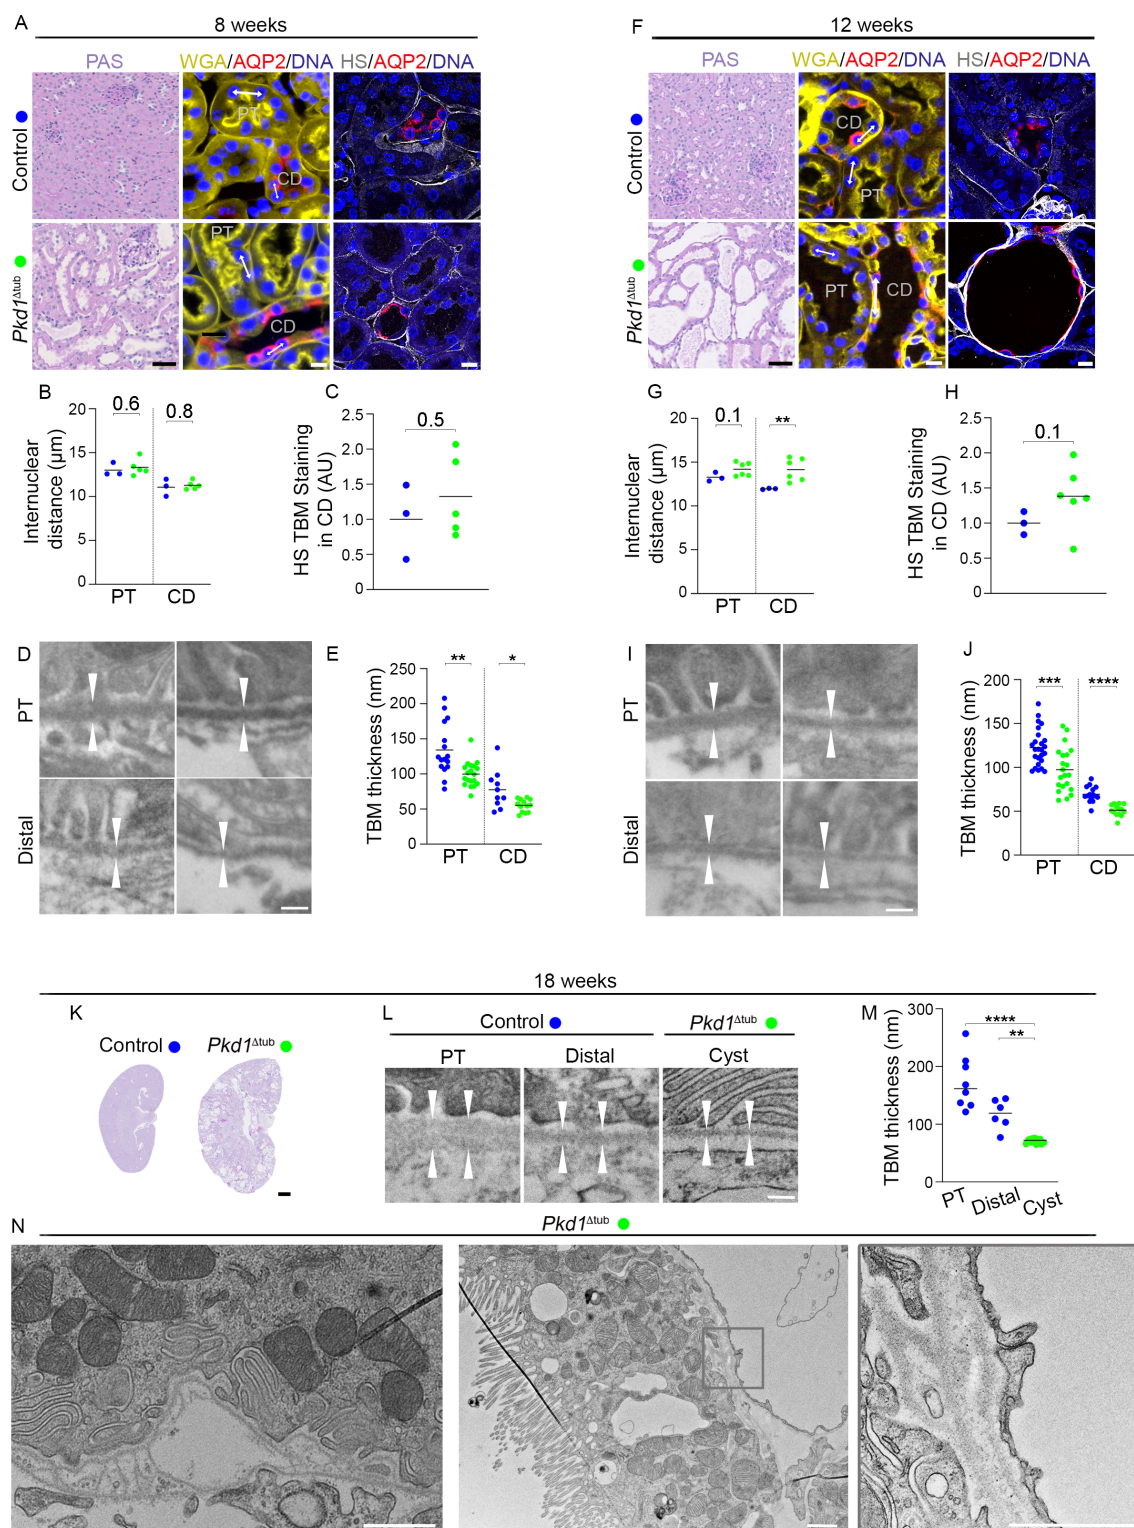 A
8 weeks
PAS
WGA/AQP2/DNA
HS/AQP2/DNA
Control
PT
CD
Pkd1Δtub
PT
CD
F
12 weeks
PAS
WGA/AQP2/DNA
HS/AQP2/DNA
Control
CD
PT
Pkd1Δtub
PT
CD
B
Internuclear
distance (µm)
20
15
10
5
0
0.6
0.8
PT
CD
C
HS TBM Staining
in CD (AU)
2.5
2.0
1.5
1.0
0.5
0
0.5
G
Internuclear
distance (µm)
20
15
10
5
0
0.1
**
PT
CD
H
HS TBM Staining
in CD (AU)
2.5
2.0
1.5
1.0
0.5
0
0.1
D
PT
Distal
E
TBM thickness (nm)
250
200
150
100
50
0
**
*
PT
CD
I
PT
Distal
J
TBM thickness (nm)
200
150
100
50
0
***
****
PT
CD
18 weeks
K
Control
Pkd1Δtub
L
Control
Pkd1Δtub
PT
Distal
Cyst
M
TBM thickness (nm)
300
200
100
0
****
**
PT
Distal
Cyst
N
Pkd1Δtub